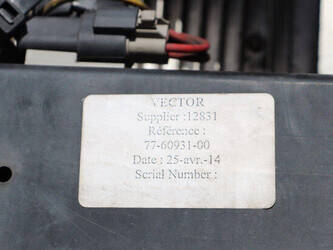 VECTOR
Supplier :12831
Référence :
77-60931-00
Date : 25-avr.-14
Serial Number :